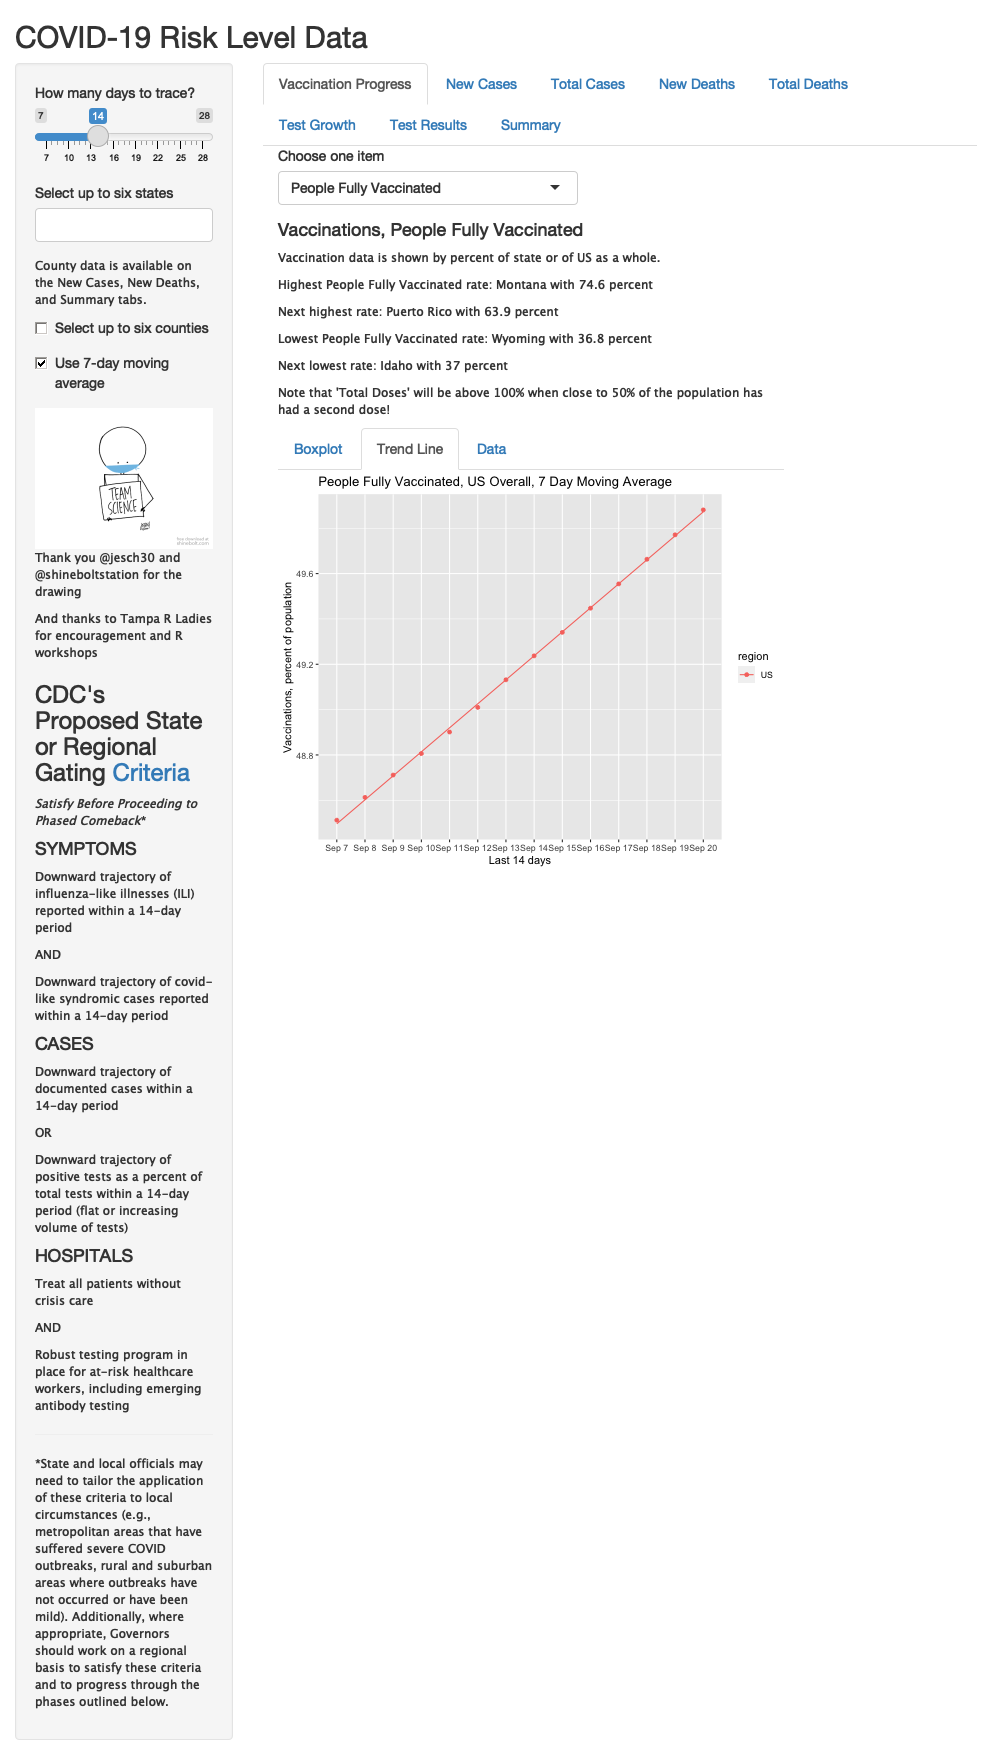 COVID-19 Risk Level Data
How many days to trace?
7
14
28
7 10 13 16 19 22 25 28
Select up to six states
County data is available on
the New Cases, New Deaths,
and Summary tabs.
Select up to six counties
Use 7-day moving
average
TEAM
SCIENCE
Thank you @jesch30 and
@shineboltstation for the
drawing
And thanks to Tampa R Ladies
for encouragement and R
workshops
CDC's
Proposed State
or Regional
Gating Criteria
Satisfy Before Proceeding to
Phased Comeback*
SYMPTOMS
Downward trajectory of
influenza-like illnesses (ILI)
reported within a 14-day
period
AND
Downward trajectory of covid-
like syndromic cases reported
within a 14-day period
CASES
Downward trajectory of
documented cases within a
14-day period
OR
Downward trajectory of
positive tests as a percent of
total tests within a 14-day
period (flat or increasing
volume of tests)
HOSPITALS
Treat all patients without
crisis care
AND
Robust testing program in
place for at-risk healthcare
workers, including emerging
antibody testing
*State and local officials may
need to tailor the application
of these criteria to local
circumstances (e.g.,
metropolitan areas that have
suffered severe COVID
outbreaks, rural and suburban
areas where outbreaks have
not occurred or have been
mild). Additionally, where
appropriate, Governors
should work on a regional
basis to satisfy these criteria
and to progress through the
phases outlined below.
Vaccination Progress New Cases Total Cases New Deaths Total Deaths
Test Growth Test Results Summary
Choose one item
People Fully Vaccinated
Vaccinations, People Fully Vaccinated
Vaccination data is shown by percent of state or of US as a whole.
Highest People Fully Vaccinated rate: Montana with 74.6 percent
Next highest rate: Puerto Rico with 63.9 percent
Lowest People Fully Vaccinated rate: Wyoming with 36.8 percent
Next lowest rate: Idaho with 37 percent
Note that 'Total Doses' will be above 100% when close to 50% of the population has
had a second dose!
Boxplot Trend Line Data
People Fully Vaccinated, US Overall, 7 Day Moving Average
Vaccinations, percent of population
49.6
49.2
48.8
Sep 7 Sep 8 Sep 9 Sep 10 Sep 11 Sep 12 Sep 13 Sep 14 Sep 15 Sep 16 Sep 17 Sep 18 Sep 19 Sep 20
Last 14 days
region
US